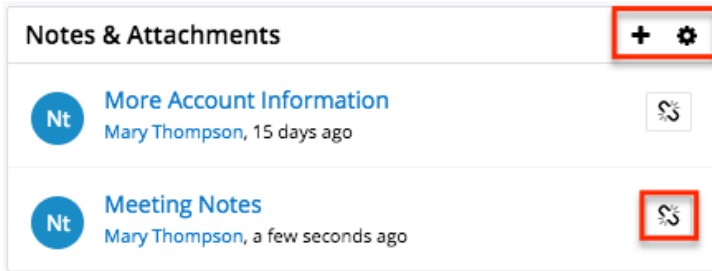 Notes & Attachments
Nt
More Account Information
Mary Thompson, 15 days ago
Nt
Meeting Notes
Mary Thompson, a few seconds ago